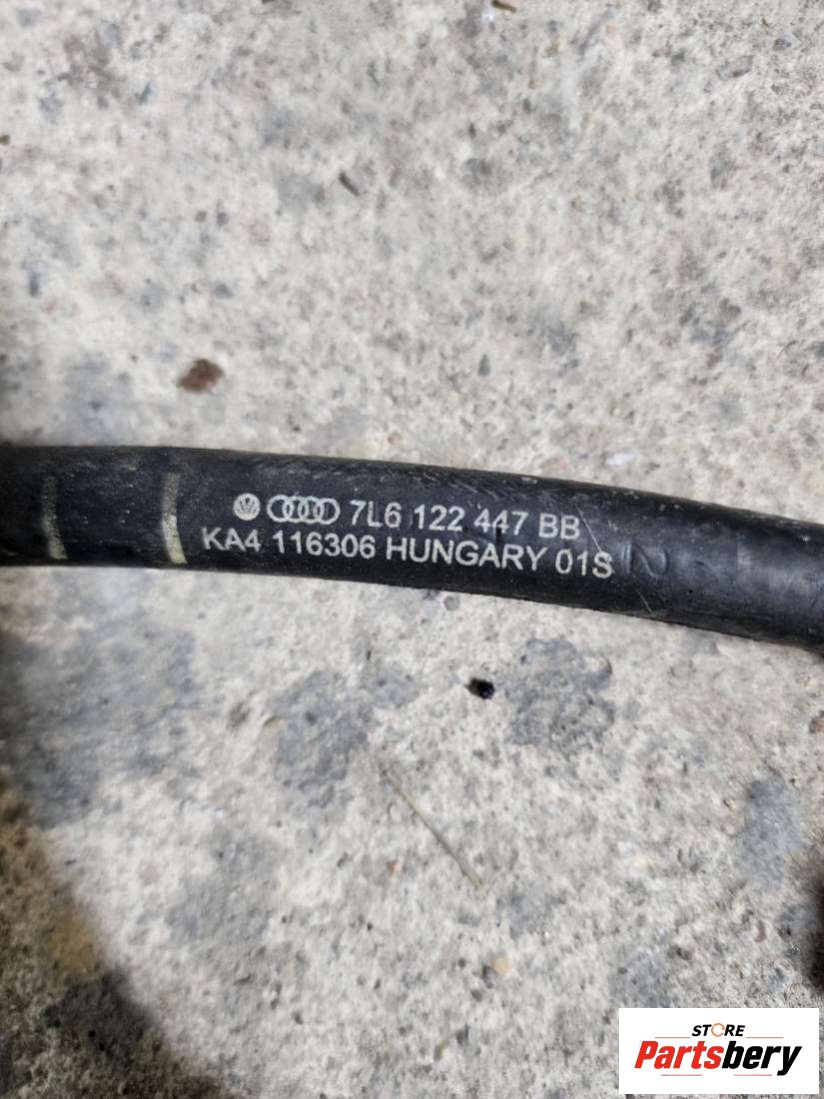 7L6 122 447 BB
KA4 116306 HUNGARY 01S
STORE
Partsbery